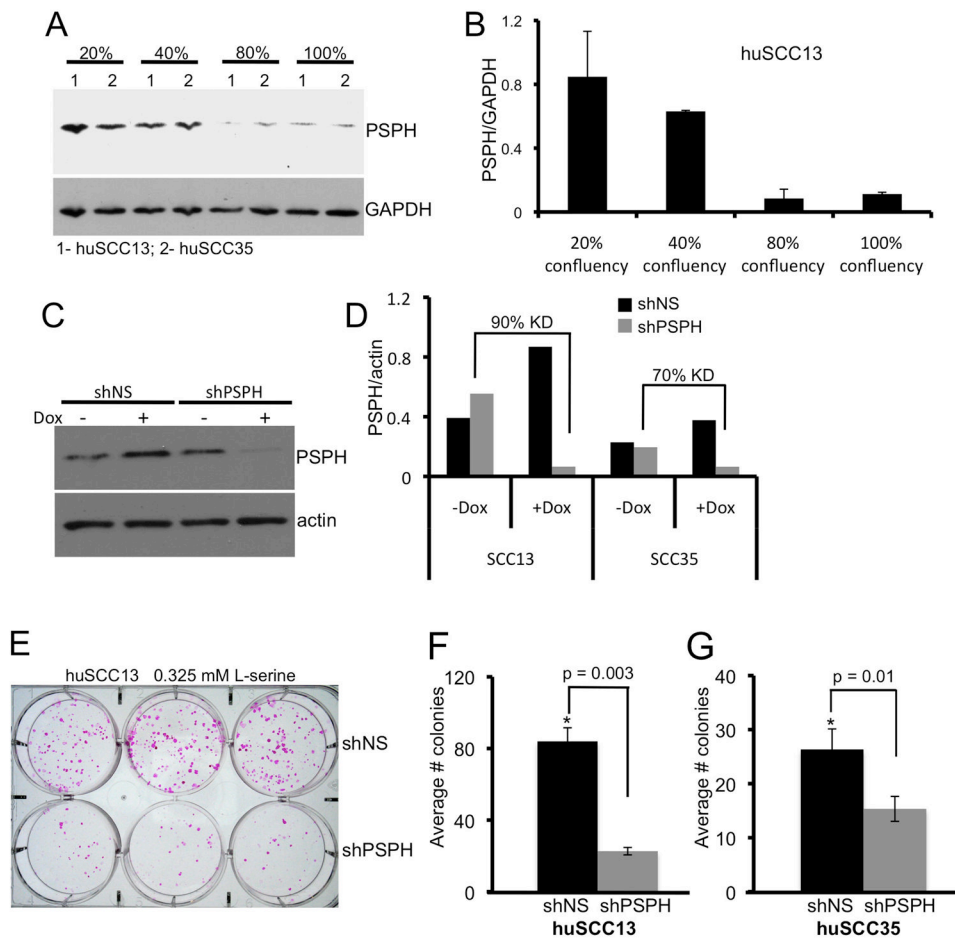 A
20% 40% 80% 100%
1 2 1 2 1 2 1 2
PSPH
GAPDH
1- huSCC13; 2- huSCC35
B
huSCC13
PSPH/GAPDH
1.2
0.8
0.4
0
20% confluency
40% confluency
80% confluency
100% confluency
C
shNS shPSPH
Dox - + - +
PSPH
actin
D
shNS
shPSPH
PSPH/actin
1.2
0.8
0.4
0
90% KD
70% KD
-Dox +Dox -Dox +Dox
SCC13 SCC35
E
huSCC13 0.325 mM L-serine
shNS
shPSPH
F
Average # colonies
120
80
40
0
p = 0.003
*
shNS shPSPH
huSCC13
G
Average # colonies
40
30
20
10
0
p = 0.01
*
shNS shPSPH
huSCC35